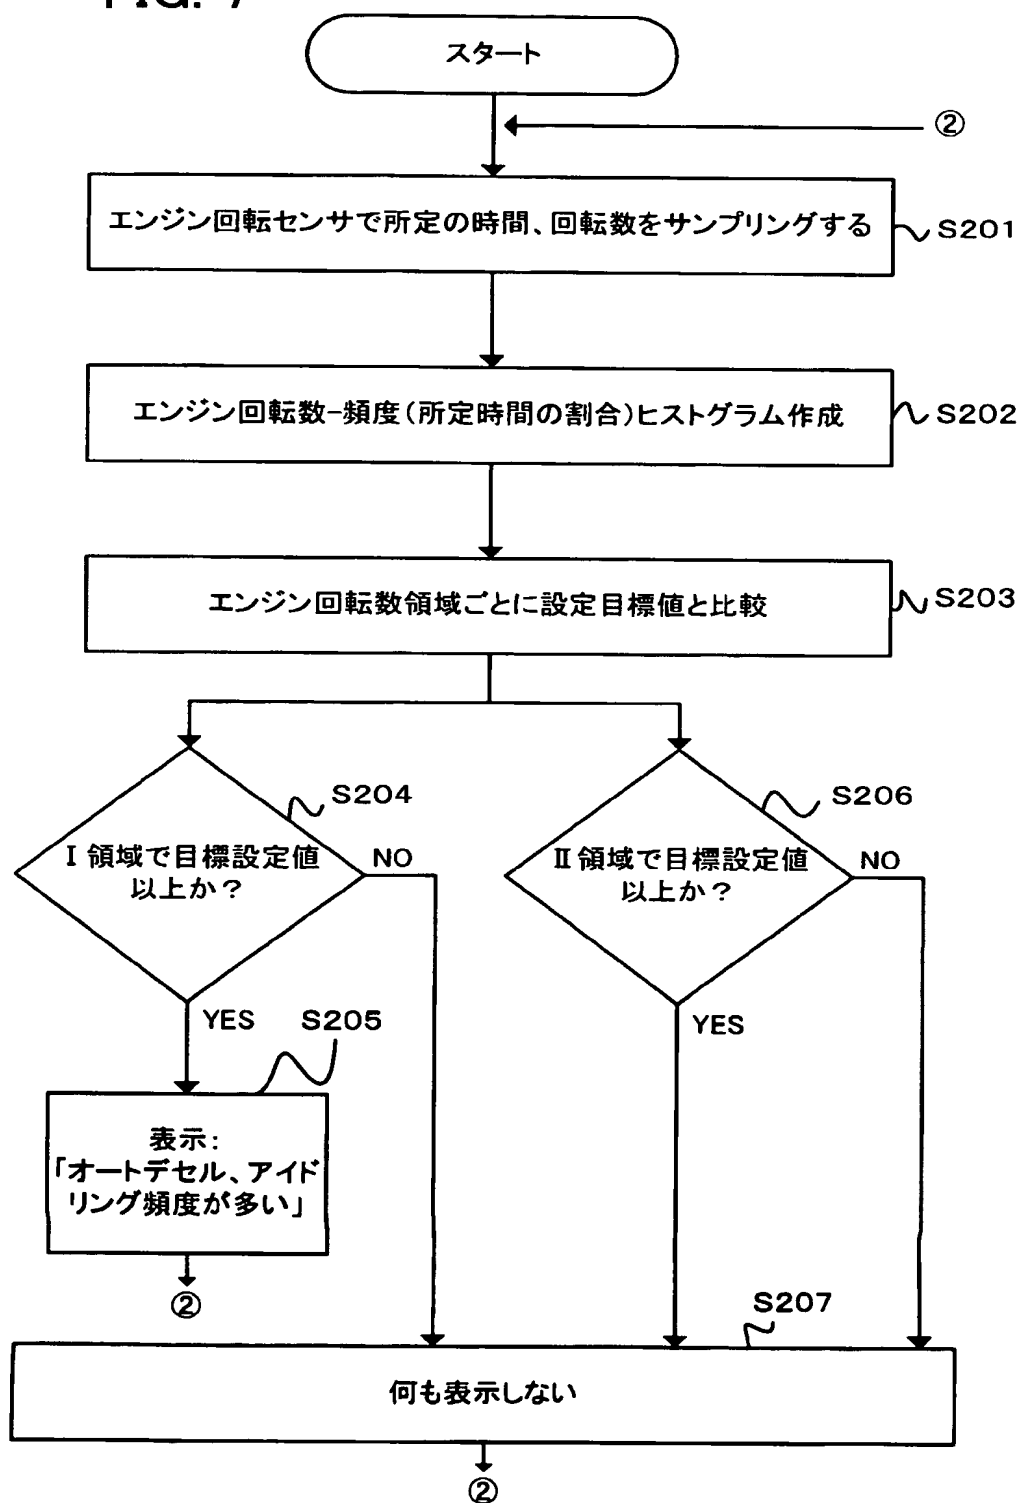 FIG. 7
スタート
②
エンジン回転センサで所定の時間、回転数をサンプリングする
S201
エンジン回転数-頻度(所定時間の割合)ヒストグラム作成
S202
エンジン回転数領域ごとに設定目標値と比較
S203
S204
Ⅰ領域で目標設定値
以上か?
NO
YES
S205
表示:
「オートデセル、アイド
リング頻度が多い」
②
S206
Ⅱ領域で目標設定値
以上か?
NO
YES
S207
何も表示しない
②